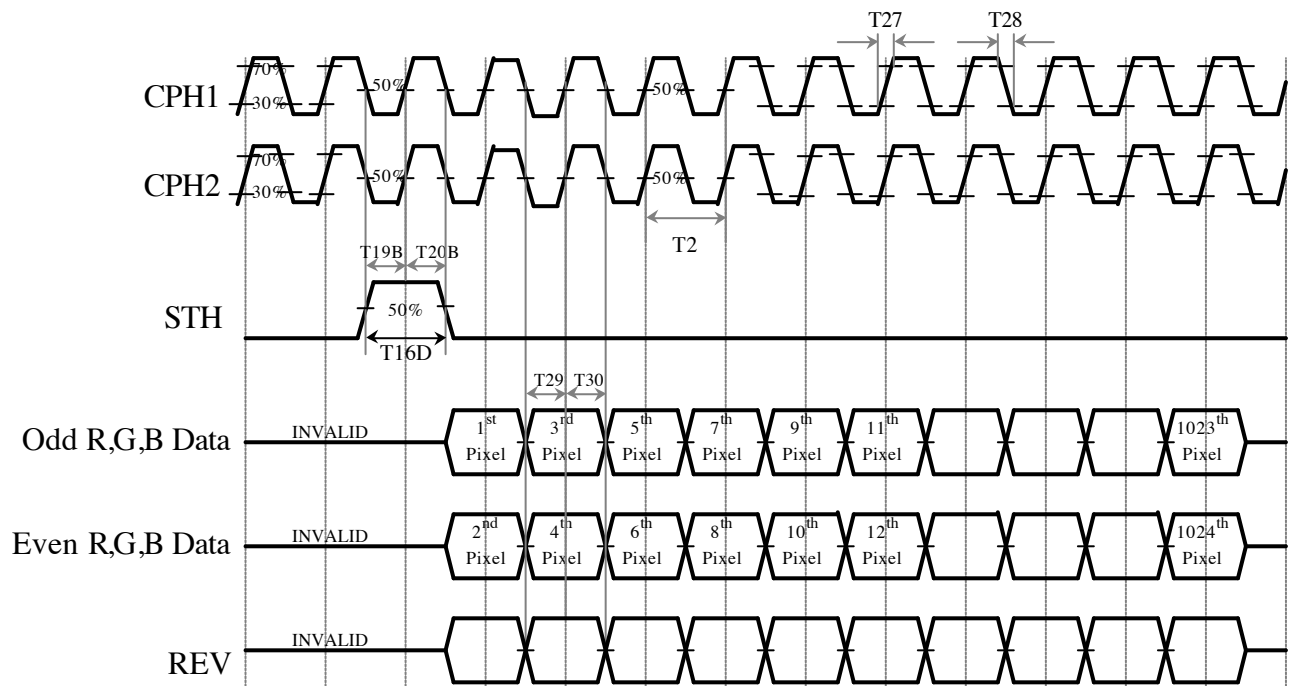 T27 T28
70%
CPH1 30% 50% 50%
70%
CPH2 30% 50% 50%
T2
T19B T20B
STH 50%
T16D
T29 T30
Odd R,G,B Data INVALID 1st Pixel 3rd Pixel 5th Pixel 7th Pixel 9th Pixel 11th Pixel 1023th Pixel
Even R,G,B Data INVALID 2nd Pixel 4th Pixel 6th Pixel 8th Pixel 10th Pixel 12th Pixel 1024th Pixel
REV INVALID